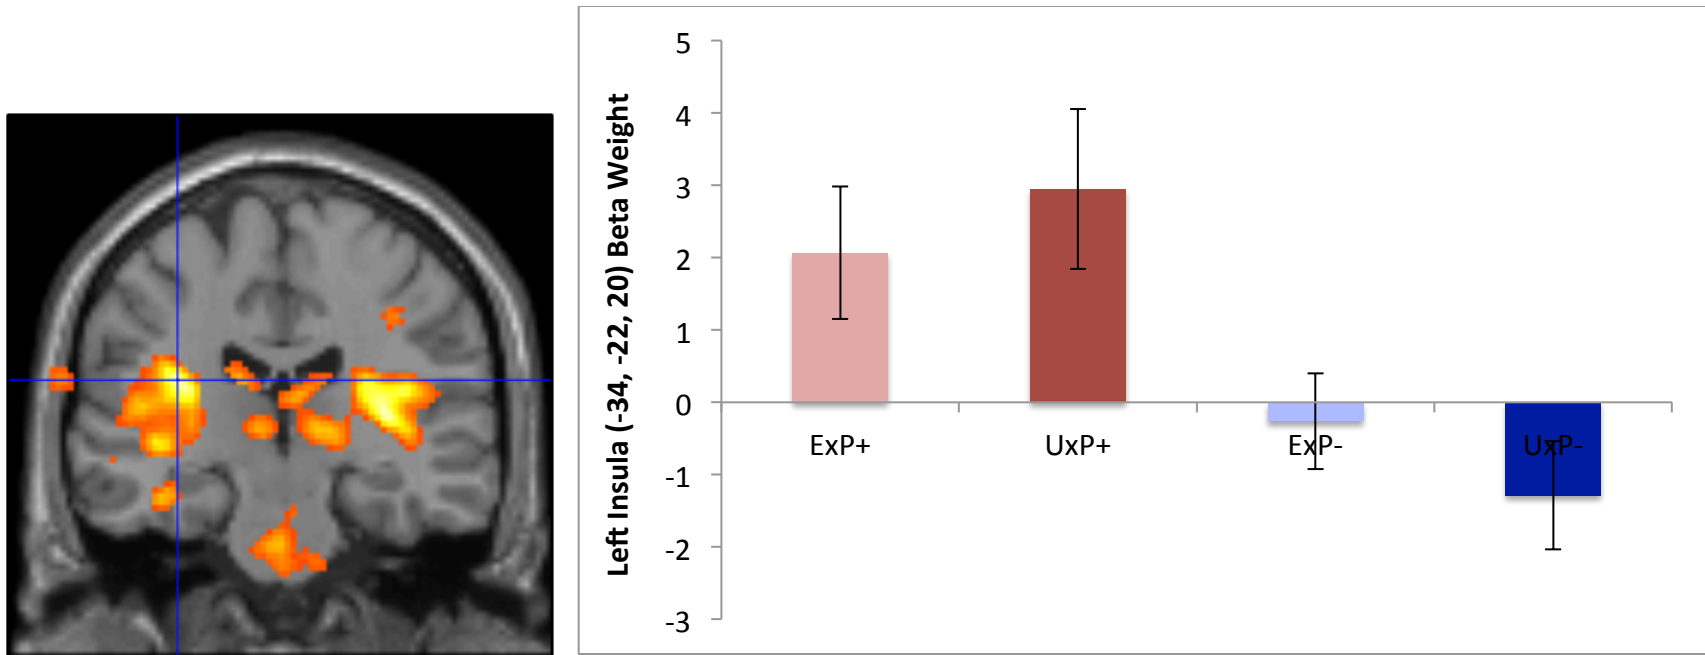 Left Insula (-34, -22, 20) Beta Weight
5
4
3
2
1
0
-1
-2
-3
ExP+
UxP+
ExP-
UxP-